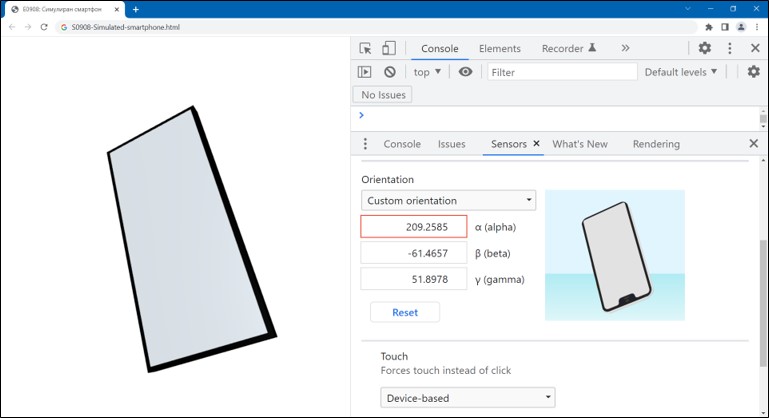 S0908: Симулиран смартфон
S0908-Simulated-smartphone.html
Console Elements Recorder
top Filter Default levels
No Issues
Console Issues Sensors What's New Rendering
Orientation
Custom orientation
209.2585 α (alpha)
-61.4657 β (beta)
51.8978 γ (gamma)
Reset
Touch
Forces touch instead of click
Device-based